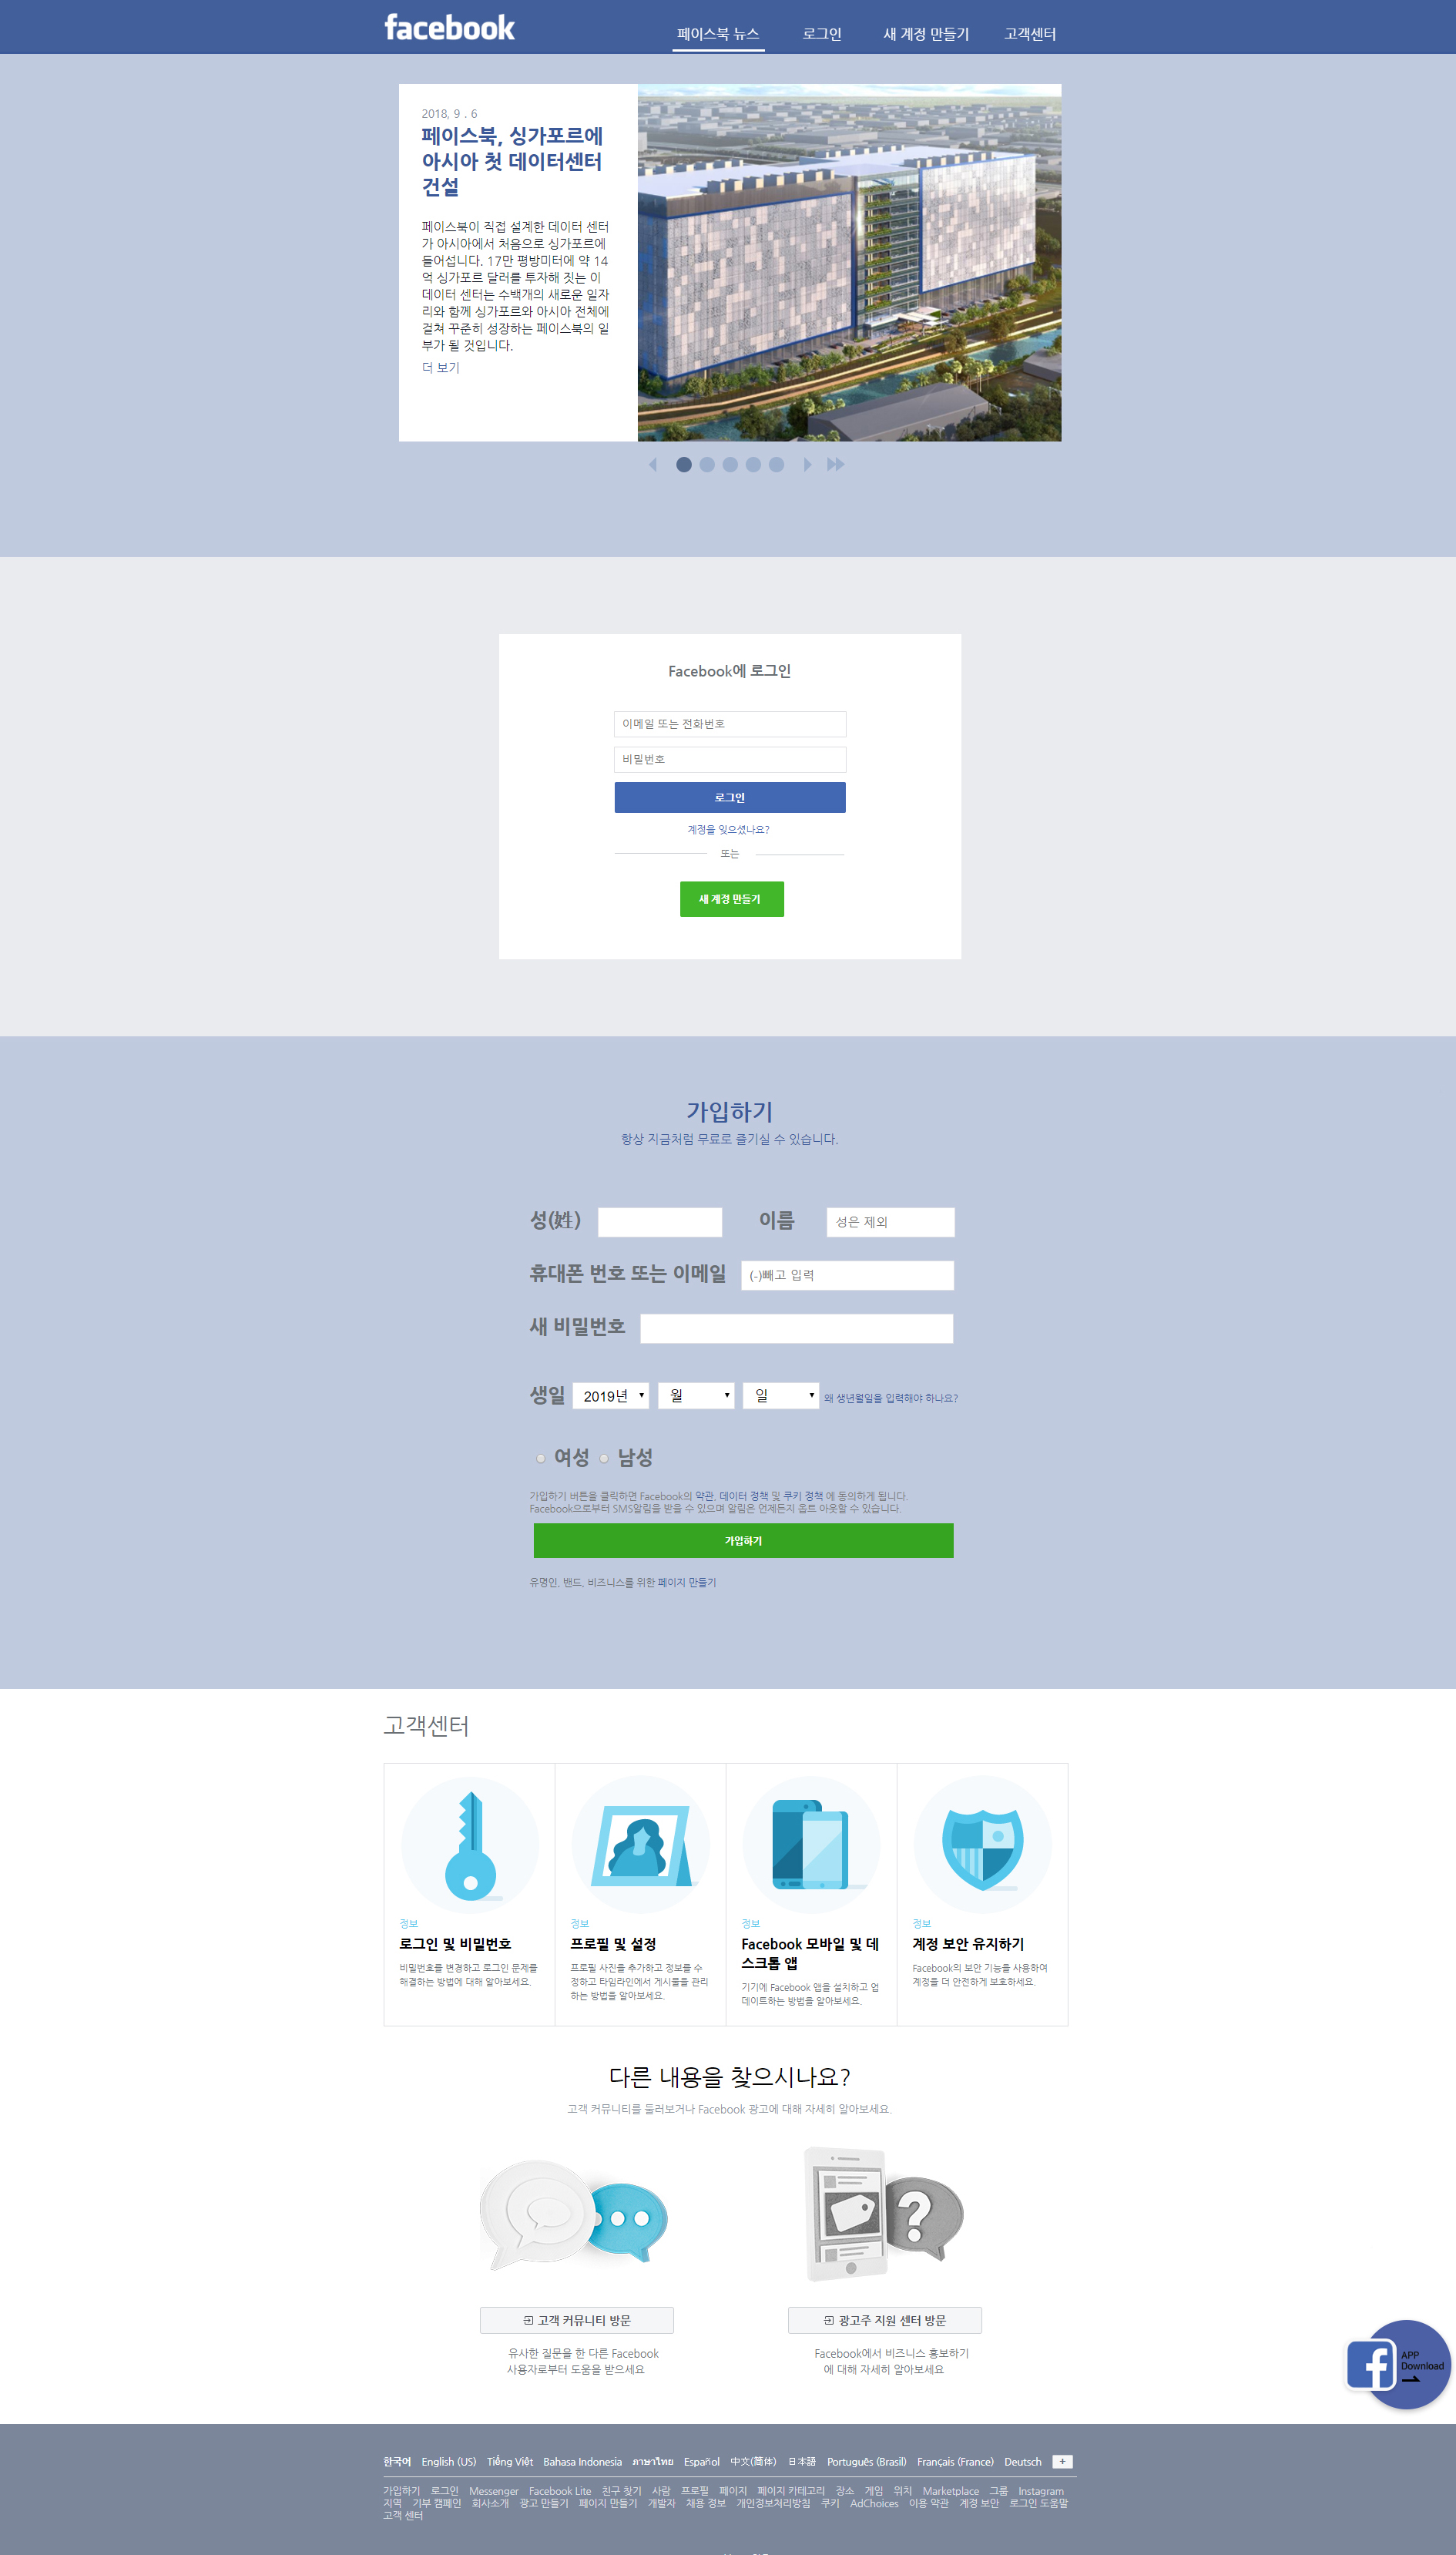 facebook
페이스북 뉴스 로그인 새 계정 만들기 고객센터
2018, 9 . 6
페이스북, 싱가포르에
아시아 첫 데이터센터
건설
페이스북이 직접 설계한 데이터 센터
가 아시아에서 처음으로 싱가포르에
들어섭니다. 17만 평방미터에 약 14
억 싱가포르 달러를 투자해 짓는 이
데이터 센터는 수백개의 새로운 일자
리와 함께 싱가포르와 아시아 전체에
걸쳐 꾸준히 성장하는 페이스북의 일
부가 될 것입니다.
더 보기
Facebook에 로그인
이메일 또는 전화번호
비밀번호
로그인
계정을 잊으셨나요?
또는
새 계정 만들기
가입하기
항상 지금처럼 무료로 즐기실 수 있습니다.
성(姓) 이름 성은 제외
휴대폰 번호 또는 이메일 (-)빼고 입력
새 비밀번호
생일 2019년 월 일 왜 생년월일을 입력해야 하나요?
여성 남성
가입하기 버튼을 클릭하면 Facebook의 약관, 데이터 정책 및 쿠키 정책 에 동의하게 됩니다.
Facebook으로부터 SMS알림을 받을 수 있으며 알림은 언제든지 옵트 아웃할 수 있습니다.
가입하기
유명인, 밴드, 비즈니스를 위한 페이지 만들기
고객센터
정보
로그인 및 비밀번호
비밀번호를 변경하고 로그인 문제를
해결하는 방법에 대해 알아보세요.
정보
프로필 및 설정
프로필 사진을 추가하고 정보를 수
정하고 타임라인에서 게시물을 관리
하는 방법을 알아보세요.
정보
Facebook 모바일 및 데
스크톱 앱
기기에 Facebook 앱을 설치하고 업
데이트하는 방법을 알아보세요.
정보
계정 보안 유지하기
Facebook의 보안 기능을 사용하여
계정을 더 안전하게 보호하세요.
다른 내용을 찾으시나요?
고객 커뮤니티를 둘러보거나 Facebook 광고에 대해 자세히 알아보세요.
고객 커뮤니티 방문
유사한 질문을 한 다른 Facebook
사용자로부터 도움을 받으세요
광고주 지원 센터 방문
Facebook에서 비즈니스 홍보하기
에 대해 자세히 알아보세요
APP
Download
한국어 English (US) Tiếng Việt Bahasa Indonesia ภาษาไทย Español 中文(简体) 日本語 Português (Brasil) Français (France) Deutsch +
가입하기 로그인 Messenger Facebook Lite 친구 찾기 사람 프로필 페이지 페이지 카테고리 장소 게임 위치 Marketplace 그룹 Instagram
지역 기부 캠페인 회사소개 광고 만들기 페이지 만들기 개발자 채용 정보 개인정보처리방침 쿠키 AdChoices 이용 약관 계정 보안 로그인 도움말
고객 센터